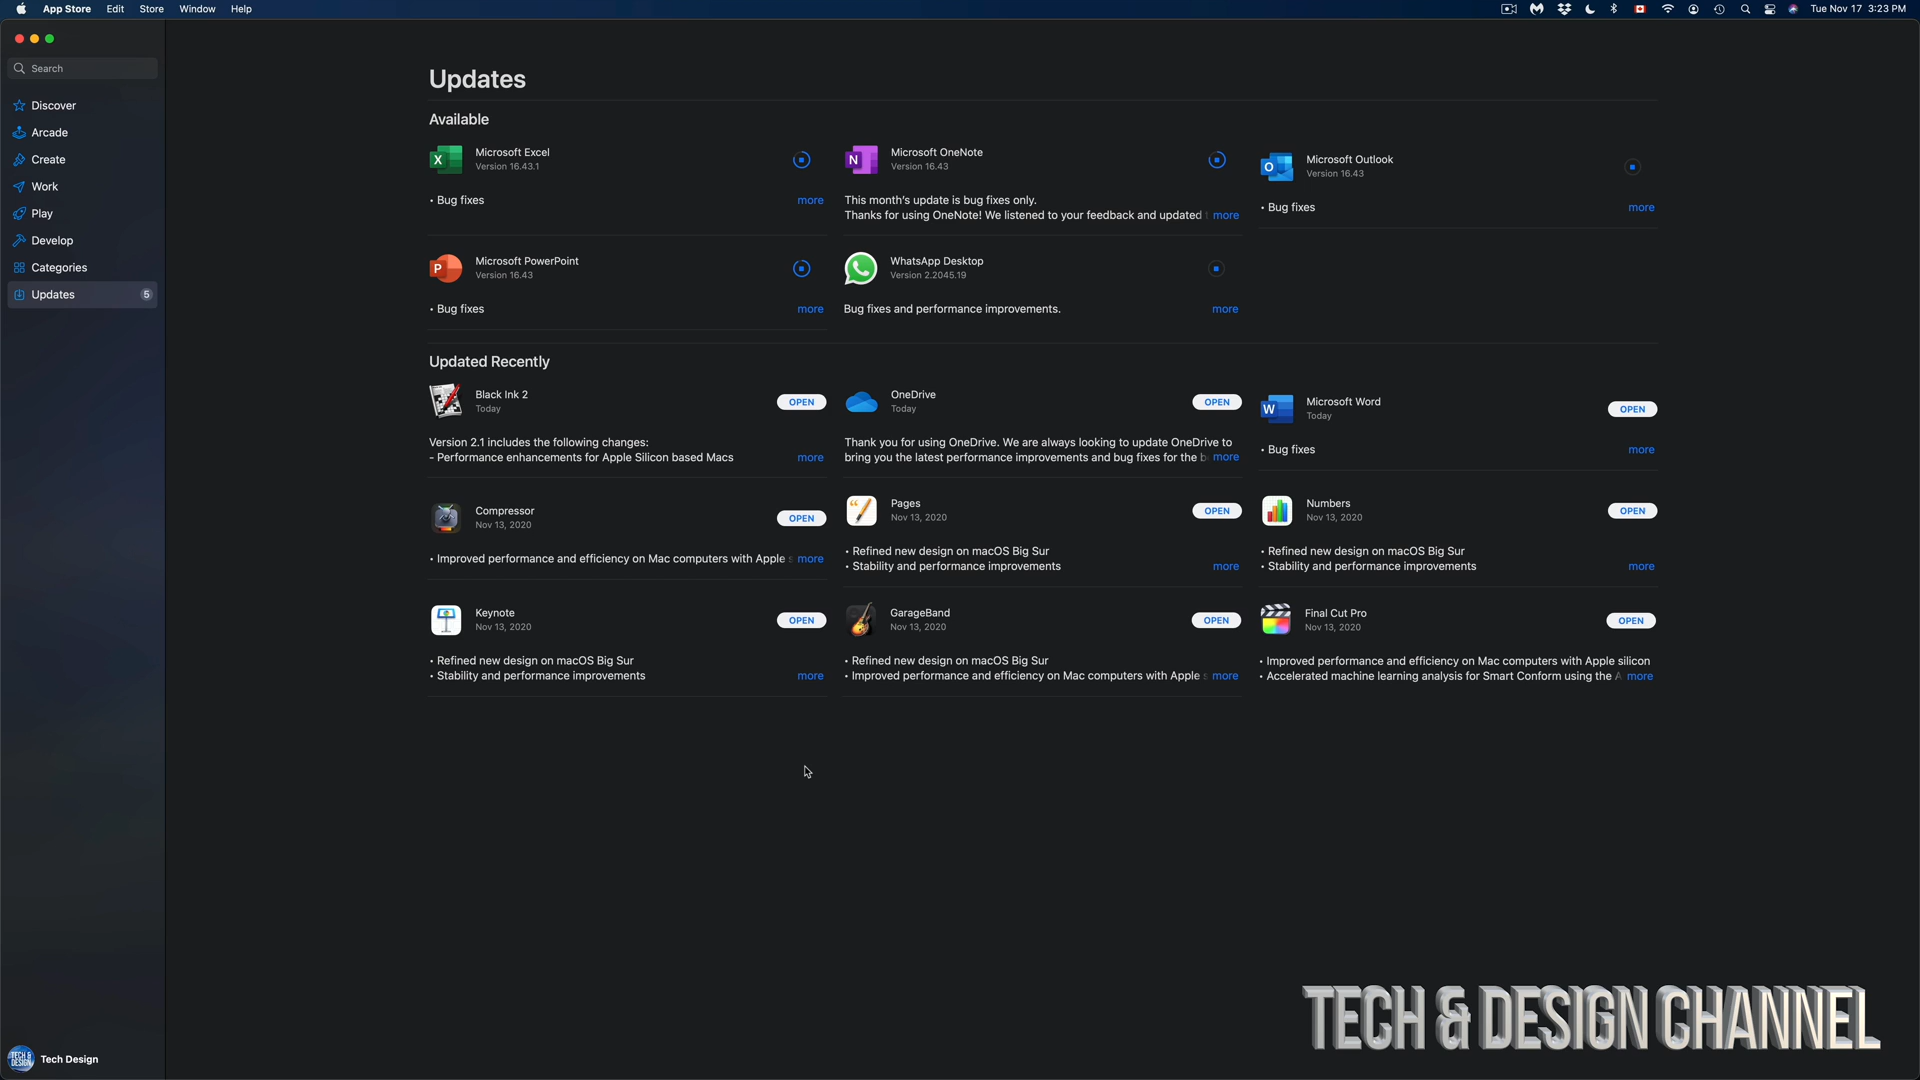 App Store Edit Store Window Help Tue Nov 17 3:23 PM
Search
Discover
Arcade
Create
Work
Play
Develop
Categories
Updates 5
Tech Design
Updates
Available
Microsoft Excel
Version 16.43.1
• Bug fixes more
Microsoft OneNote
Version 16.43
This month's update is bug fixes only.
Thanks for using OneNote! We listened to your feedback and updated more
Microsoft Outlook
Version 16.43
• Bug fixes more
Microsoft PowerPoint
Version 16.43
• Bug fixes more
WhatsApp Desktop
Version 2.2045.19
Bug fixes and performance improvements. more
Updated Recently
Black Ink 2
Today
OPEN
Version 2.1 includes the following changes:
- Performance enhancements for Apple Silicon based Macs more
OneDrive
Today
OPEN
Thank you for using OneDrive. We are always looking to update OneDrive to
bring you the latest performance improvements and bug fixes for the more
Microsoft Word
Today
OPEN
• Bug fixes more
Compressor
Nov 13, 2020
OPEN
• Improved performance and efficiency on Mac computers with Apple more
Pages
Nov 13, 2020
OPEN
• Refined new design on macOS Big Sur
• Stability and performance improvements more
Numbers
Nov 13, 2020
OPEN
• Refined new design on macOS Big Sur
• Stability and performance improvements more
Keynote
Nov 13, 2020
OPEN
• Refined new design on macOS Big Sur
• Stability and performance improvements more
GarageBand
Nov 13, 2020
OPEN
• Refined new design on macOS Big Sur
• Improved performance and efficiency on Mac computers with Apple more
Final Cut Pro
Nov 13, 2020
OPEN
• Improved performance and efficiency on Mac computers with Apple silicon
• Accelerated machine learning analysis for Smart Conform using the more
TECH & DESIGN CHANNEL